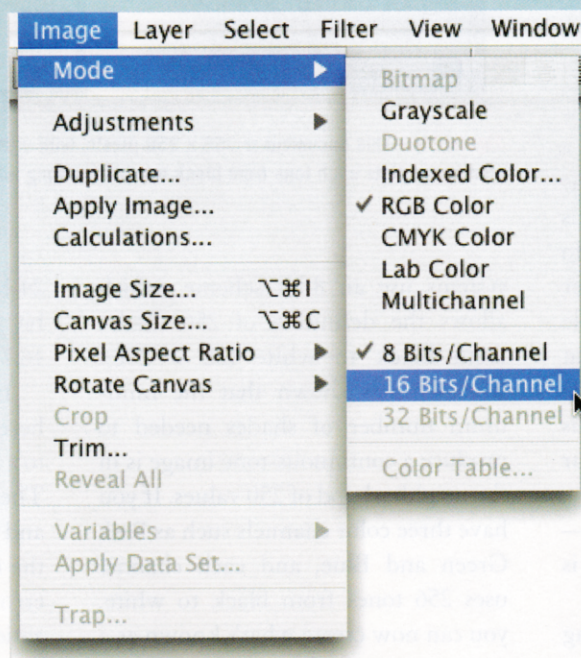 Image Layer Select Filter View Window
Mode
Adjustments
Duplicate...
Apply Image...
Calculations...
Image Size... ⌥⌘I
Canvas Size... ⌥⌘C
Pixel Aspect Ratio
Rotate Canvas
Crop
Trim...
Reveal All
Variables
Apply Data Set...
Trap...
Bitmap
Grayscale
Duotone
Indexed Color...
✓ RGB Color
CMYK Color
Lab Color
Multichannel
✓ 8 Bits/Channel
16 Bits/Channel
32 Bits/Channel
Color Table...